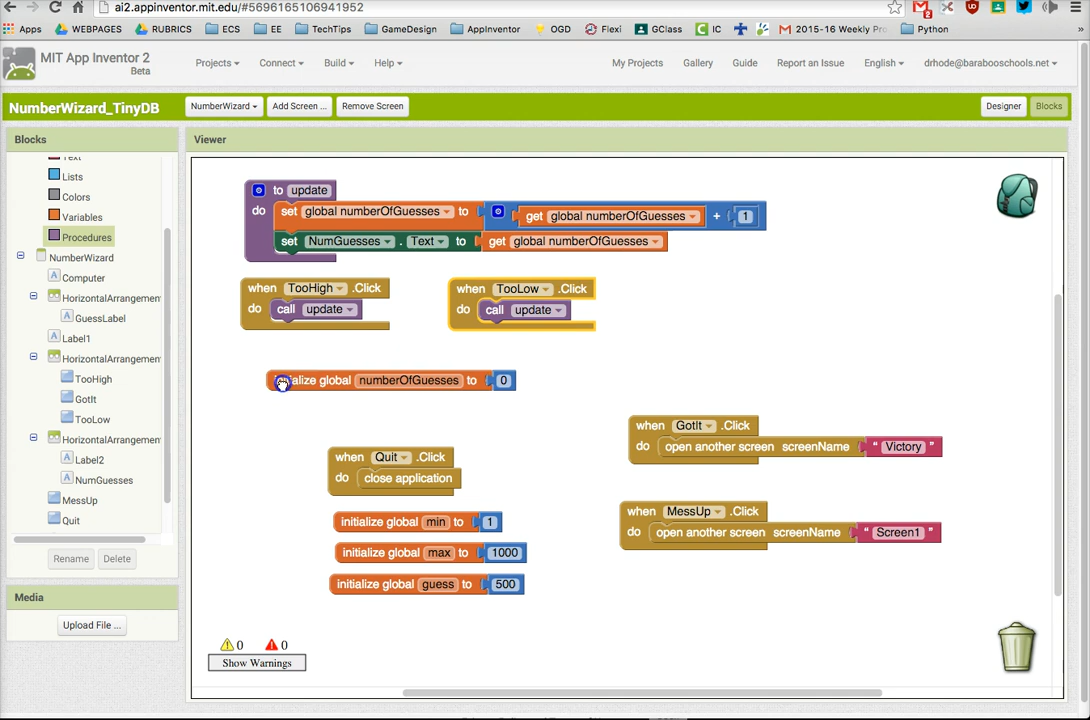 ai2.appinventor.mit.edu/#5696165106941952
Apps WEBPAGES RUBRICS ECS EE TechTips GameDesign AppInventor OGD Flexi GClass IC 2015-16 Weekly Pro Python »
MIT App Inventor 2
Beta
Projects Connect Build Help My Projects Gallery Guide Report an Issue English drhode@barabooschools.net
NumberWizard_TinyDB NumberWizard Add Screen ... Remove Screen Designer Blocks
Blocks Viewer
Text
Lists
Colors
Variables
Procedures
NumberWizard
Computer
HorizontalArrangemen
GuessLabel
Label1
HorizontalArrangemen
TooHigh
GotIt
TooLow
HorizontalArrangemen
Label2
NumGuesses
MessUp
Quit
Rename Delete
Media
Upload File ...
to update
do set global numberOfGuesses to get global numberOfGuesses + 1
set NumGuesses . Text to get global numberOfGuesses
when TooHigh .Click
do call update
when TooLow .Click
do call update
alize global numberOfGuesses to 0
when GotIt .Click
do open another screen screenName “ Victory ”
when Quit .Click
do close application
when MessUp .Click
do open another screen screenName “ Screen1 ”
initialize global min to 1
initialize global max to 1000
initialize global guess to 500
0 0
Show Warnings